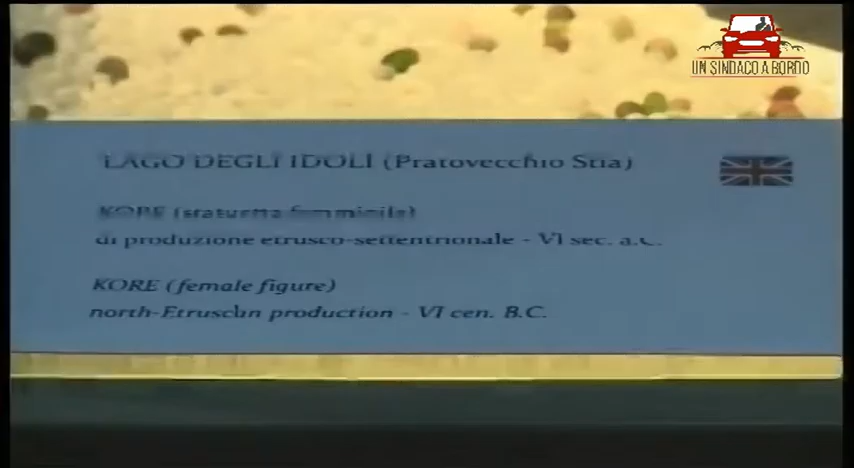 UN SINDACO A BORDO
LAGO DEGLI IDOLI (Pratovecchio Stia)
KORE (statuetta femminile)
di produzione etrusco-settentrionale - VI sec. a.C.
KORE (female figure)
north-Etruscan production - VI cen. B.C.